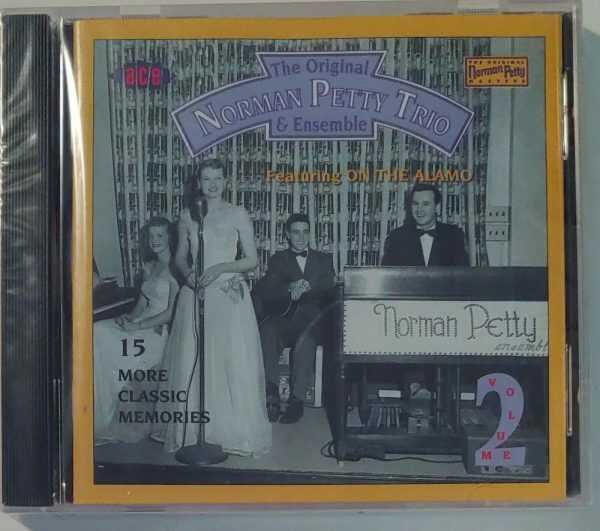 ace
The Original
NORMAN PETTY TRIO
& Ensemble
THE ORIGINAL
Norman Petty
MASTERS
Featuring ON THE ALAMO
Norman Petty
ensemble
15
MORE
CLASSIC
MEMORIES
VOLUME
2